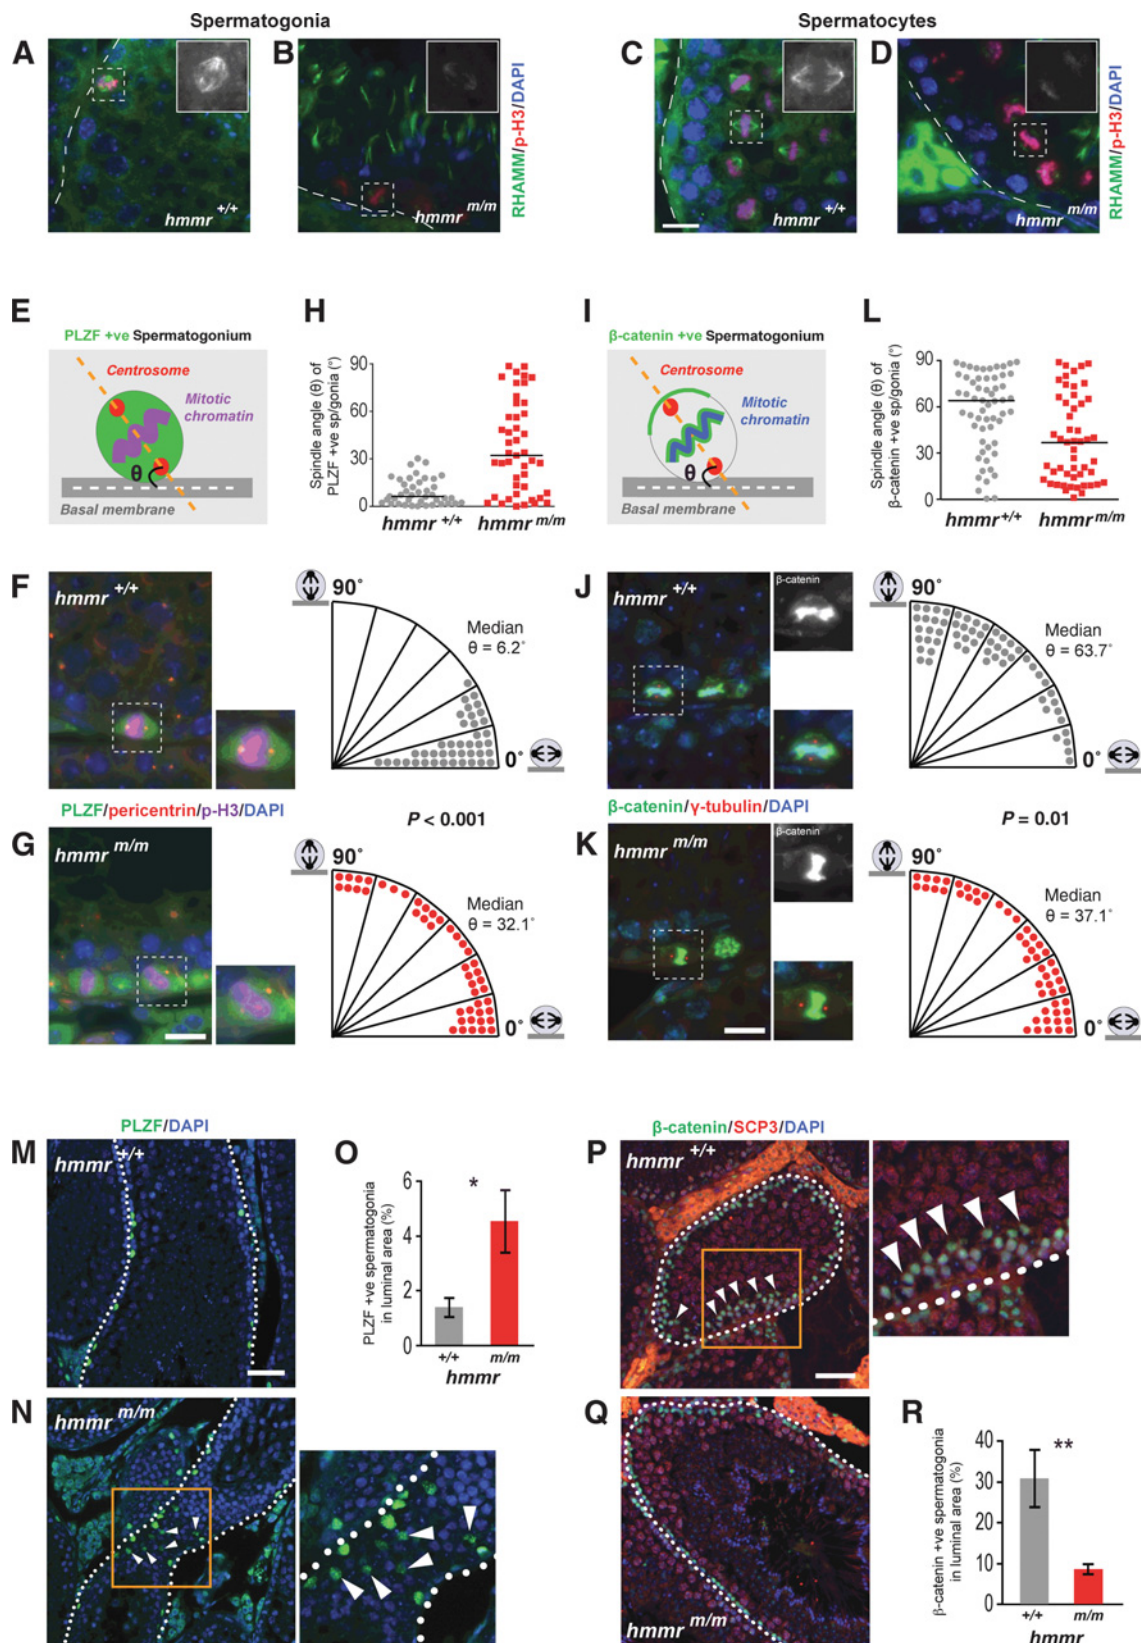 Spermatogonia
Spermatocytes
A
hmmr +/+
B
hmmr m/m
RHAMM/p-H3/DAPI
C
hmmr +/+
D
hmmr m/m
RHAMM/p-H3/DAPI
E
PLZF +ve Spermatogonium
Centrosome
Mitotic
chromatin
θ
Basal membrane
H
Spindle angle (θ) of
PLZF +ve sp/gonia (°)
90
60
30
0
hmmr +/+
hmmr m/m
I
β-catenin +ve Spermatogonium
Centrosome
Mitotic
chromatin
θ
Basal membrane
L
Spindle angle (θ) of
β-catenin +ve sp/gonia (°)
90
60
30
0
hmmr +/+
hmmr m/m
F
hmmr +/+
90°
Median
θ = 6.2°
0°
J
hmmr +/+
β-catenin
90°
Median
θ = 63.7°
0°
PLZF/pericentrin/p-H3/DAPI
P < 0.001
β-catenin/γ-tubulin/DAPI
P = 0.01
G
hmmr m/m
90°
Median
θ = 32.1°
0°
K
hmmr m/m
β-catenin
90°
Median
θ = 37.1°
0°
PLZF/DAPI
M
hmmr +/+
O
PLZF +ve spermatogonia
in luminal area (%)
6
4
2
0
*
+/+
m/m
hmmr
β-catenin/SCP3/DAPI
P
hmmr +/+
N
hmmr m/m
Q
hmmr m/m
R
β-catenin +ve spermatogonia
in luminal area (%)
40
30
20
10
0
**
+/+
m/m
hmmr